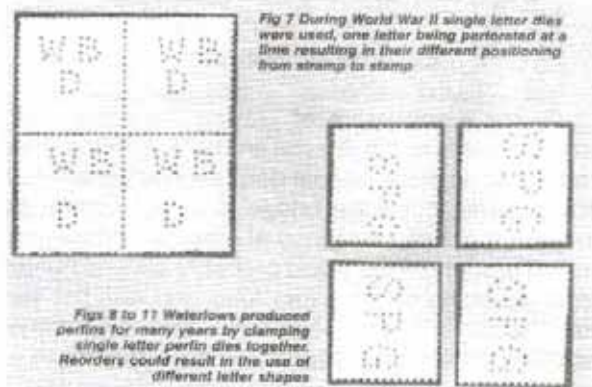 Fig 7 During World War II single letter dies
were used, one letter being perforated at a
time resulting in their different positioning
from stramp to stamp
W B W B
D D
W B W B
D D
Figs 8 to 11 Waterlows produced
perfins for many years by clamping
single letter perfin dies together.
Reorders could result in the use of
different letter shapes